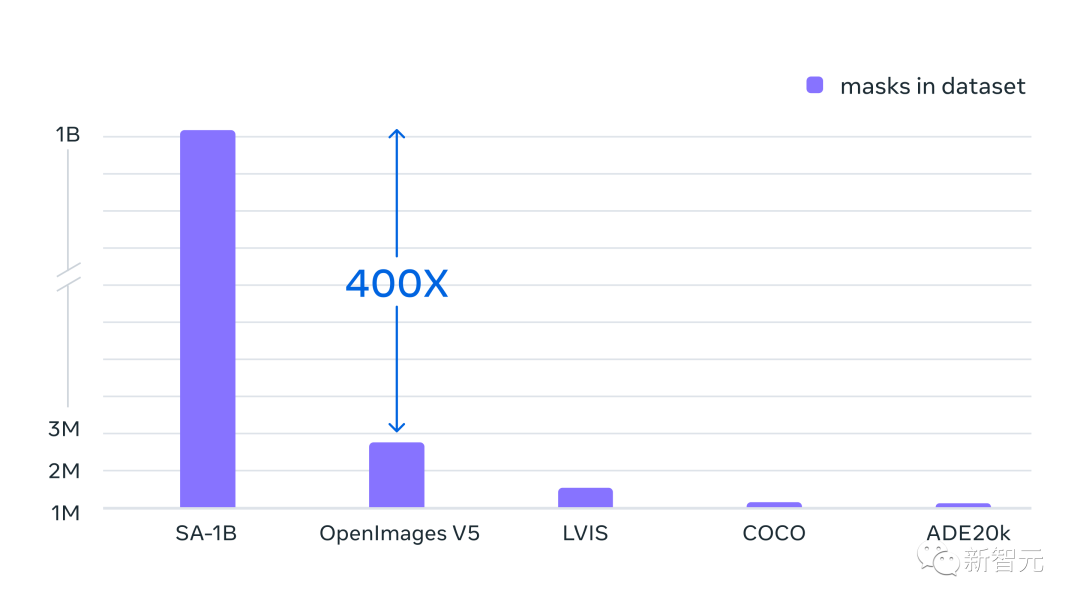 masks in dataset
1B
400X
3M
2M
1M
SA-1B
OpenImages V5
LVIS
COCO
ADE20k
新智元